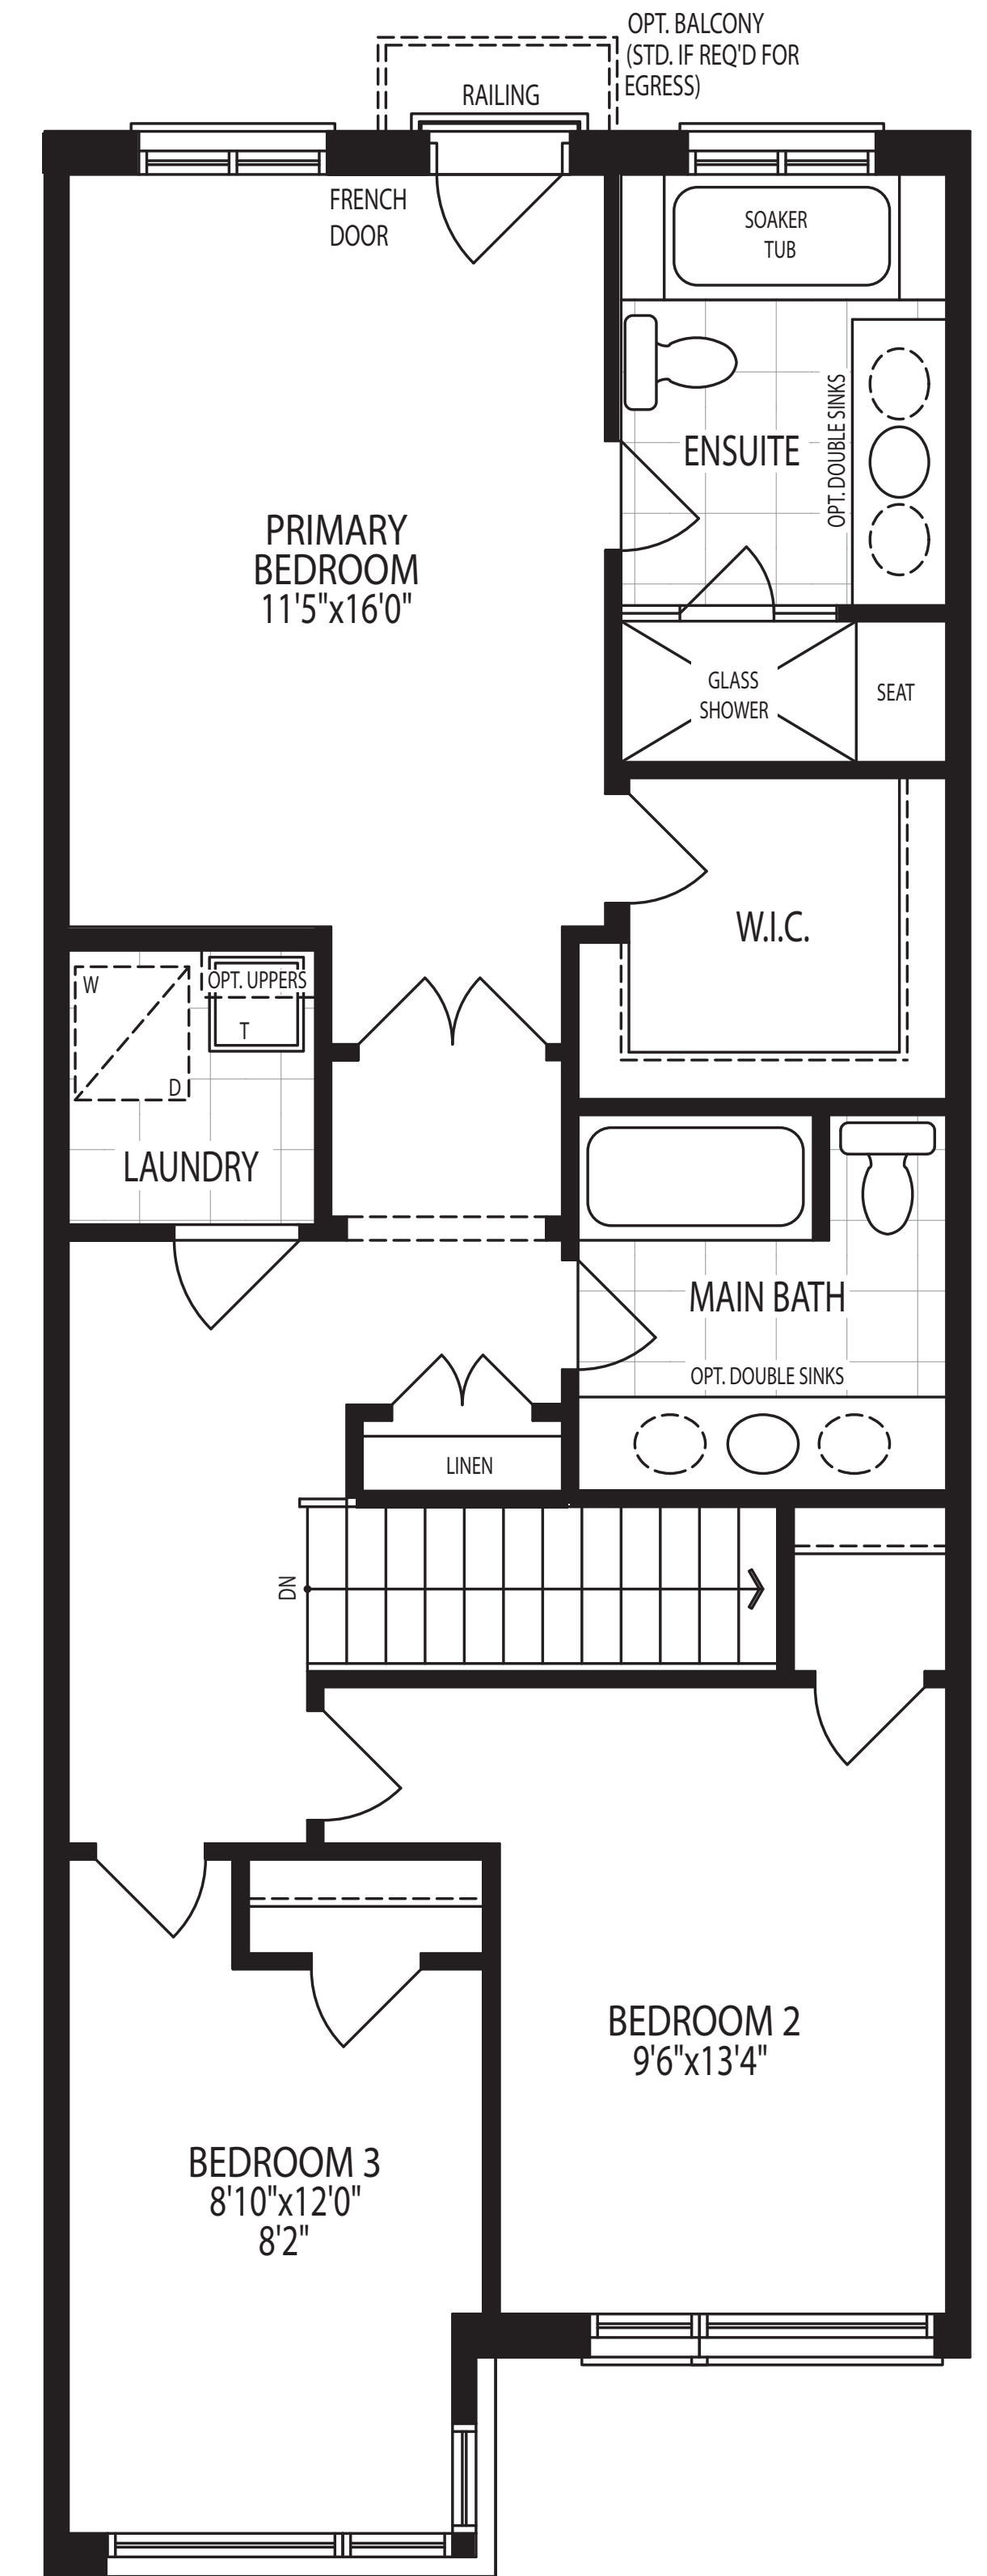 OPT. BALCONY
(STD. IF REQ'D FOR
EGRESS)
RAILING
FRENCH
DOOR
SOAKER
TUB
OPT. DOUBLE SINKS
ENSUITE
PRIMARY
BEDROOM
11'5"x16'0"
GLASS
SHOWER
SEAT
W.I.C.
W
OPT. UPPERS
T
D
LAUNDRY
MAIN BATH
OPT. DOUBLE SINKS
LINEN
DN
BEDROOM 2
9'6"x13'4"
BEDROOM 3
8'10"x12'0"
8'2"